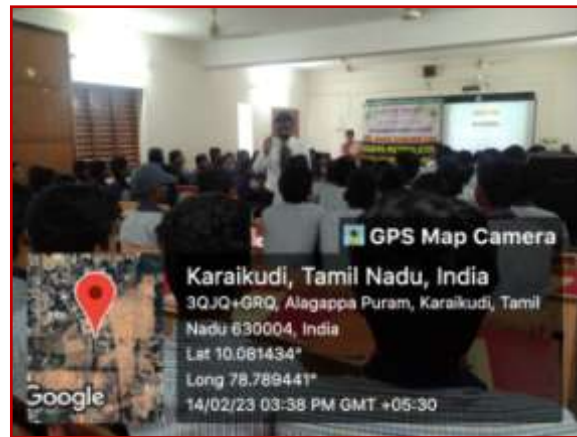 GPS Map Camera
Karaikudi, Tamil Nadu, India
3QJQ+GRQ, Alagappa Puram, Karaikudi, Tamil
Nadu 630004, India
Lat 10.081434°
Long 78.789441°
14/02/23 03:38 PM GMT +05:30
Google